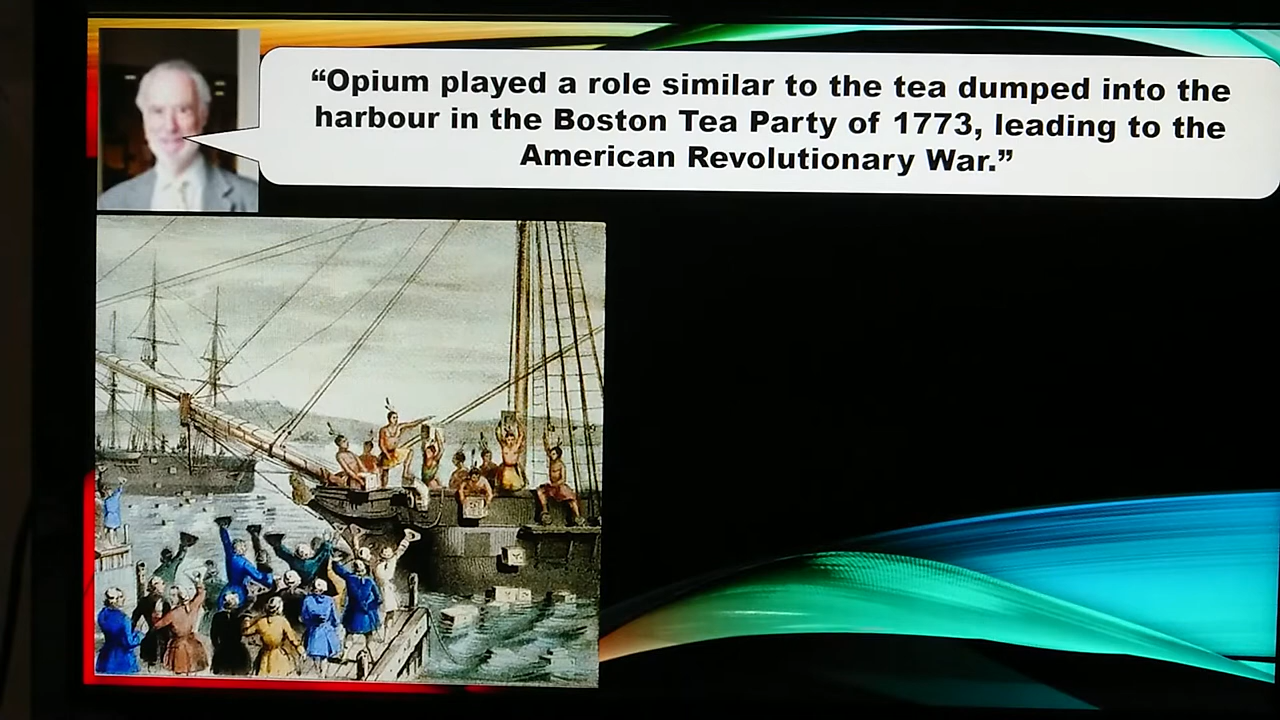 “Opium played a role similar to the tea dumped into the
harbour in the Boston Tea Party of 1773, leading to the
American Revolutionary War.”